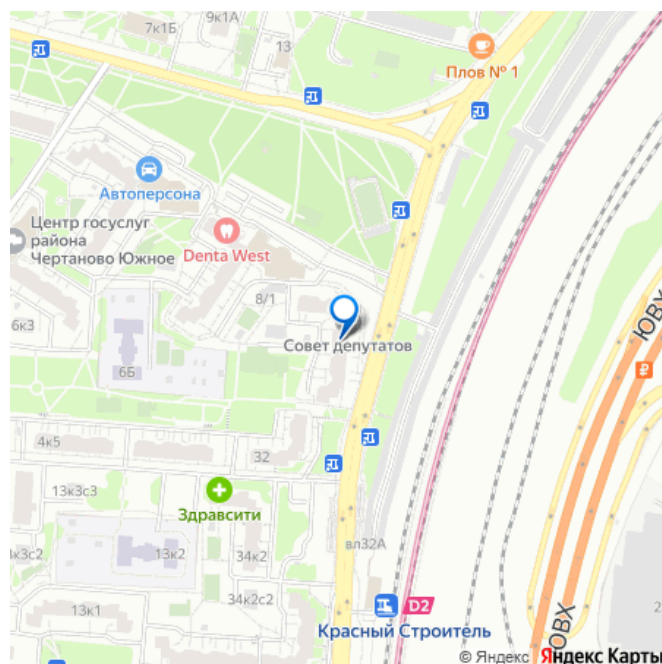 9к1А
7к1Б
13
Плов № 1
Автоперсона
Центр госуслуг
района
Чертаново Южное
Denta West
8/1
6к3
ЮВХ
Совет депутатов
6Б
4к5
32
13к3с3
Здравсити
13к2
34к2
вл32А
34к2с2
13к1
D2
Красный Строитель
ЮВХ
© Яндекс Яндекс Карты